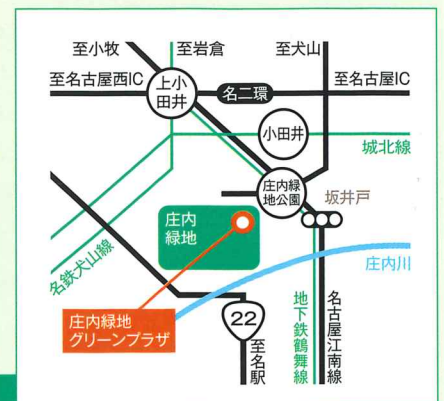 至小牧
至岩倉
至犬山
至名古屋西IC
上小
田井
名二環
至名古屋IC
小田井
城北線
庄内緑
地公園
坂井戸
庄内
緑地
名鉄犬山線
庄内川
庄内緑地
グリーンプラザ
22
至名駅
地下鉄鶴舞線
名古屋江南線